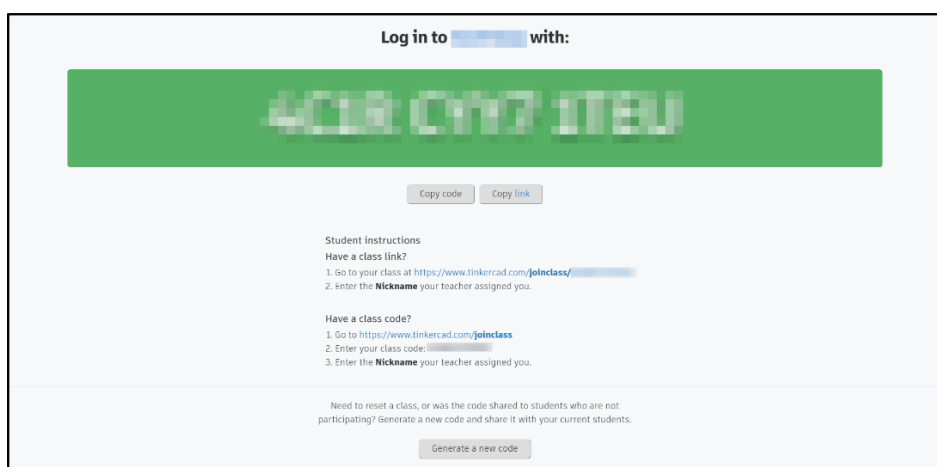 Log in to with:
Copy code Copy link
Student instructions
Have a class link?
1. Go to your class at https://www.tinkercad.com/joinclass/
2. Enter the Nickname your teacher assigned you.
Have a class code?
1. Go to https://www.tinkercad.com/joinclass
2. Enter your class code:
3. Enter the Nickname your teacher assigned you.
Need to reset a class, or was the code shared to students who are not
participating? Generate a new code and share it with your current students.
Generate a new code